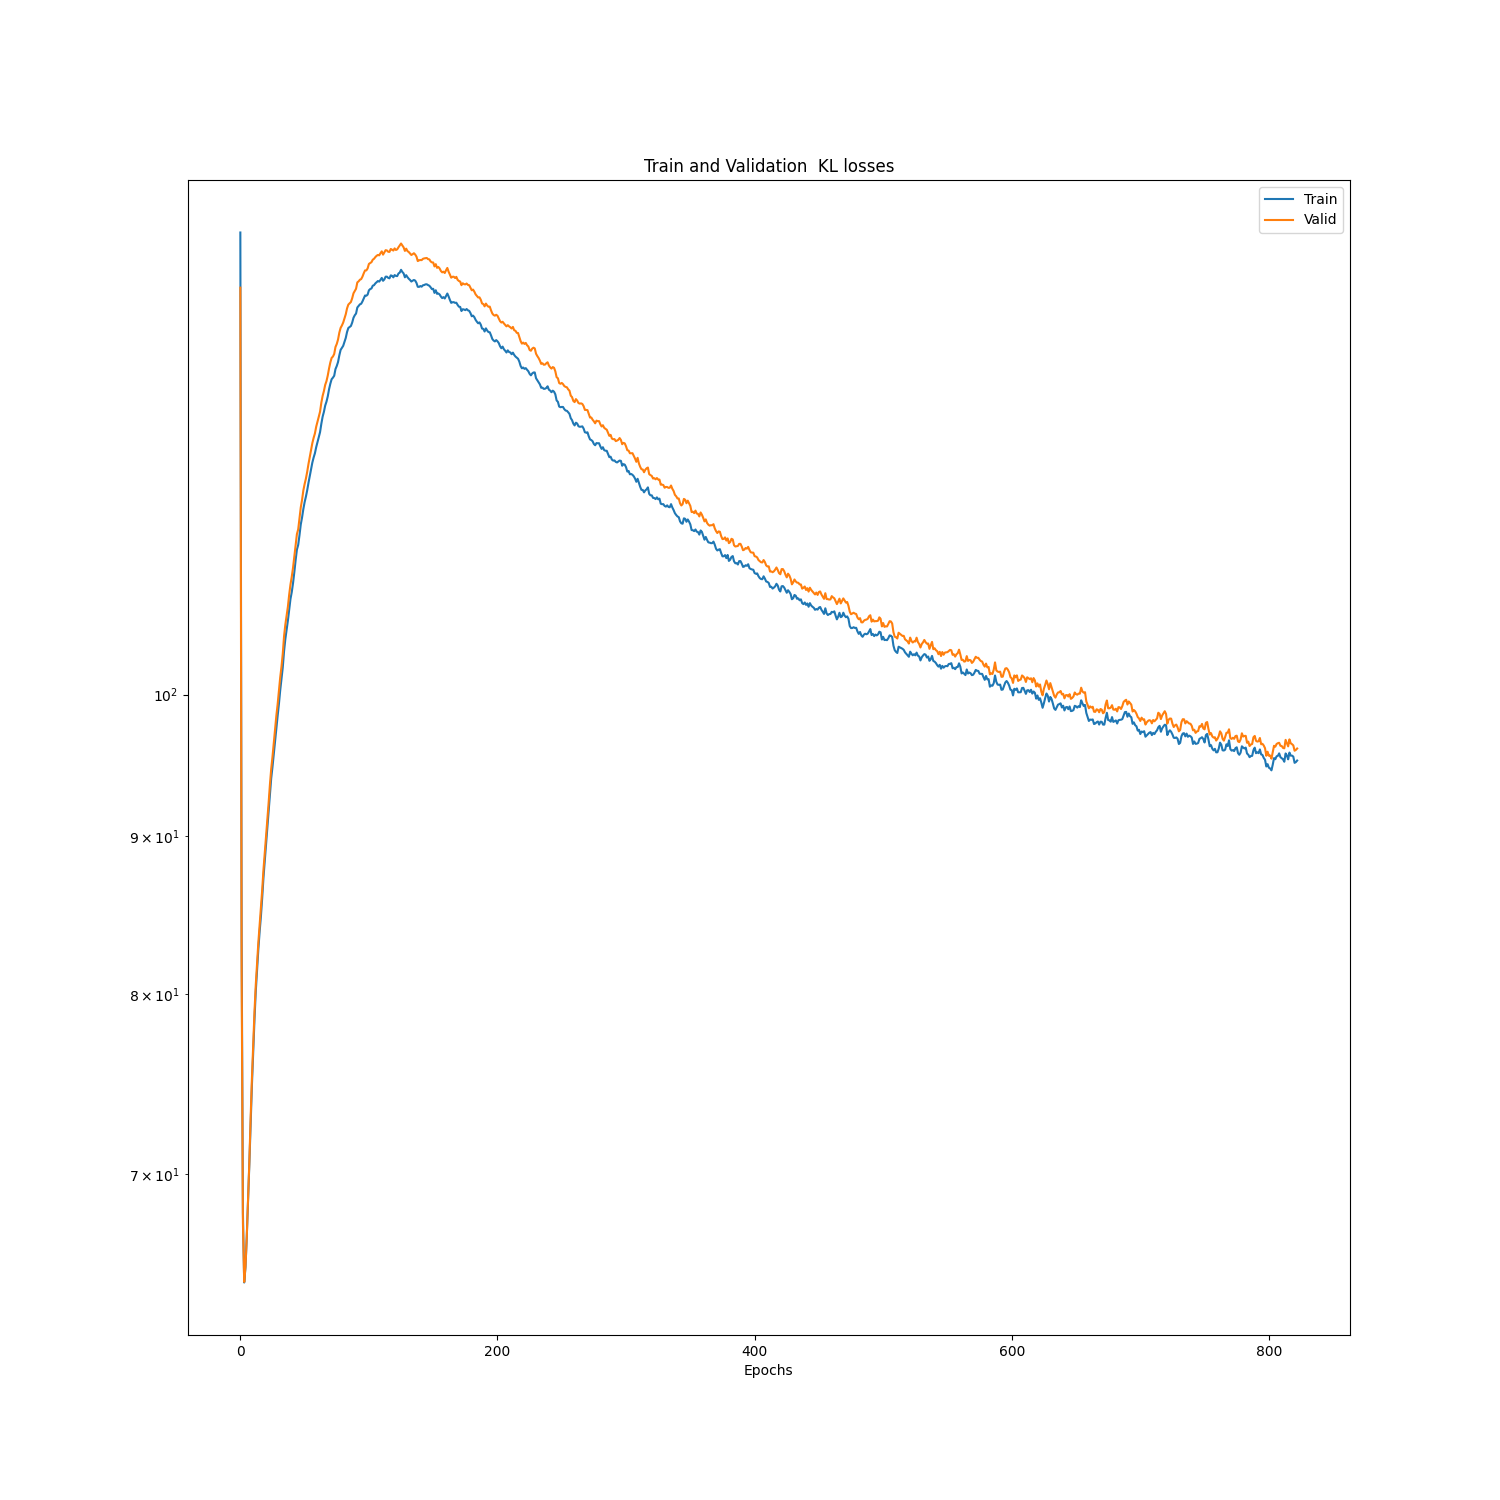 Train and Validation  KL losses
Train
Valid
10²
9 × 10¹
8 × 10¹
7 × 10¹
0 200 400 600 800
Epochs